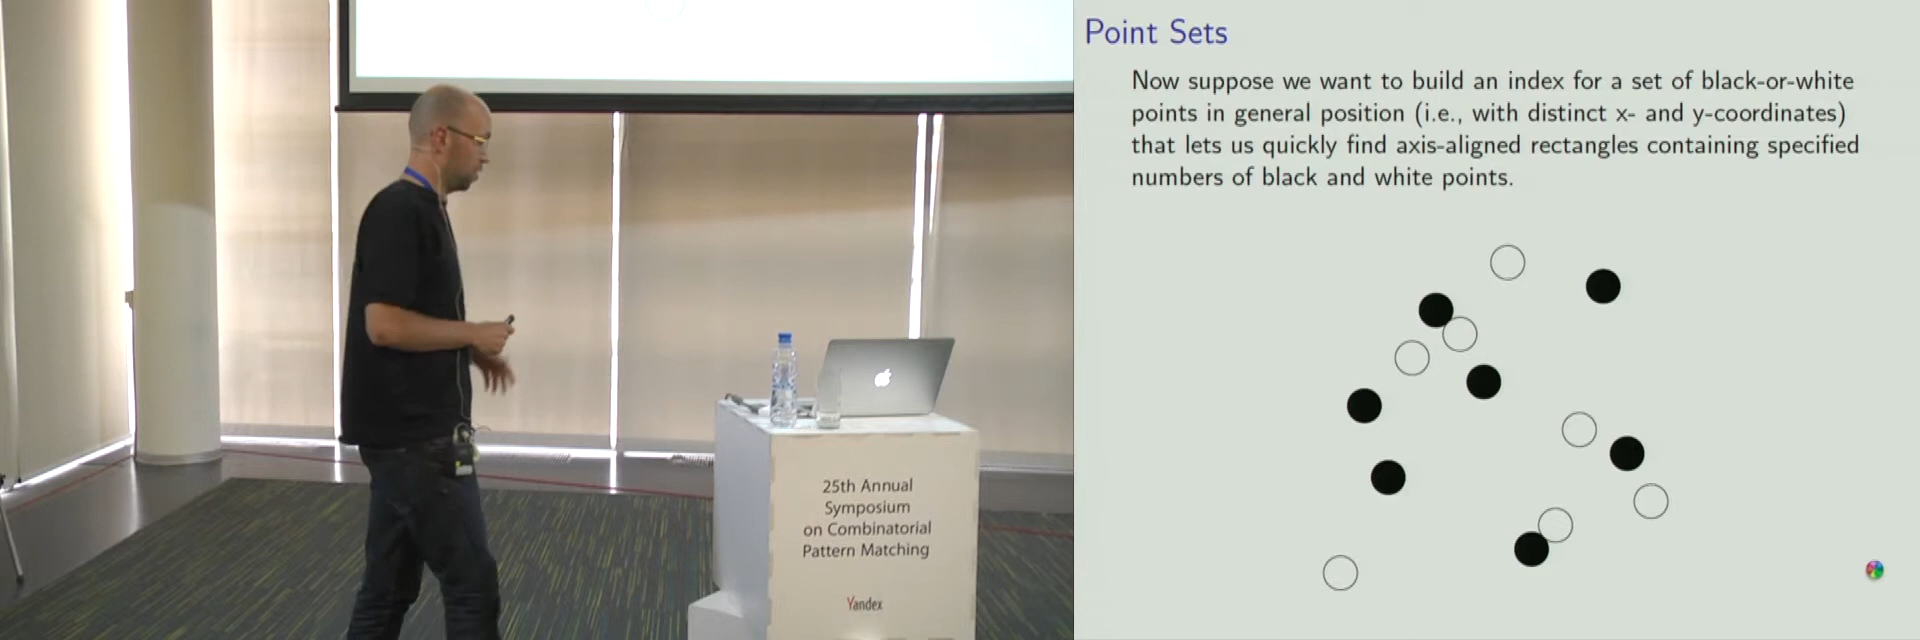 25th Annual
Symposium
on Combinatorial
Pattern Matching
Yandex
Point Sets
Now suppose we want to build an index for a set of black-or-white
points in general position (i.e., with distinct x- and y-coordinates)
that lets us quickly find axis-aligned rectangles containing specified
numbers of black and white points.